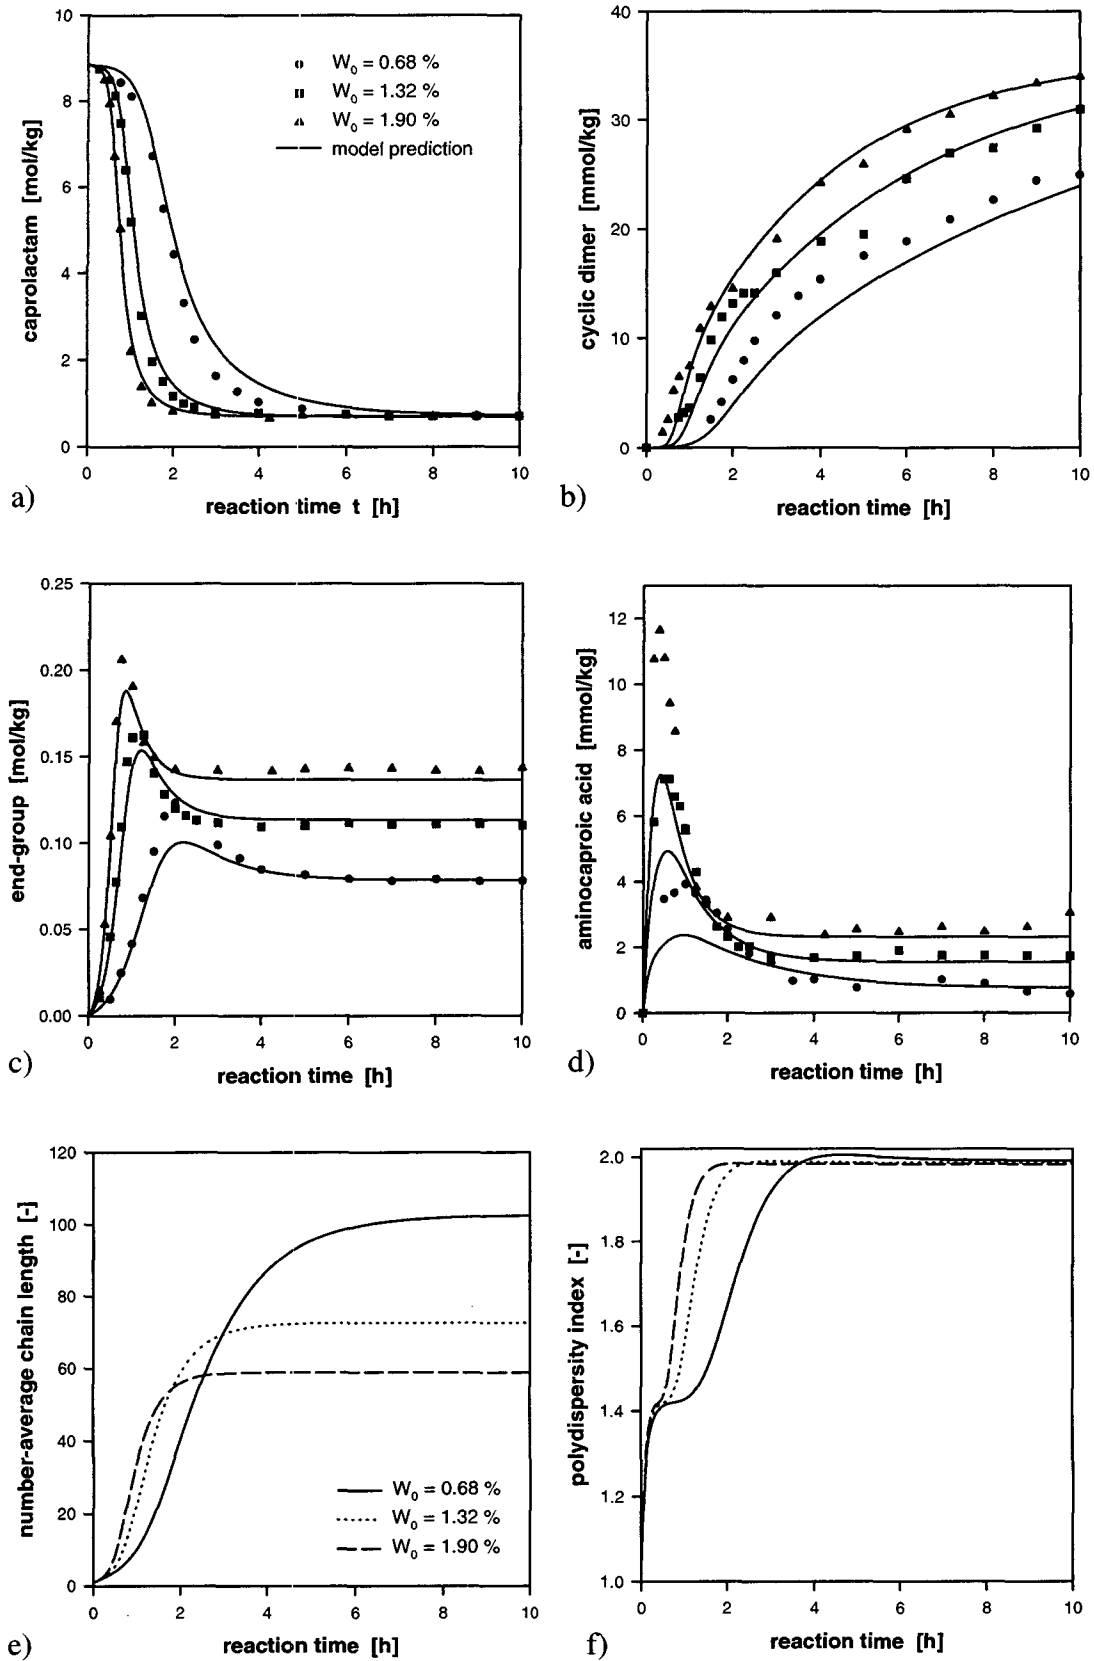 10
8
6
4
2
0
caprolactam [mol/kg]
W₀ = 0.68 %
W₀ = 1.32 %
W₀ = 1.90 %
model prediction
0 2 4 6 8 10
reaction time t [h]
a)
40
30
20
10
0
cyclic dimer [mmol/kg]
0 2 4 6 8 10
reaction time [h]
b)
0.25
0.20
0.15
0.10
0.05
0.00
end-group [mol/kg]
0 2 4 6 8 10
reaction time [h]
c)
12
10
8
6
4
2
0
aminocaproic acid [mmol/kg]
0 2 4 6 8 10
reaction time [h]
d)
120
100
80
60
40
20
0
number-average chain length [-]
W₀ = 0.68 %
W₀ = 1.32 %
W₀ = 1.90 %
0 2 4 6 8 10
reaction time [h]
e)
2.0
1.8
1.6
1.4
1.2
1.0
polydispersity index [-]
0 2 4 6 8 10
reaction time [h]
f)